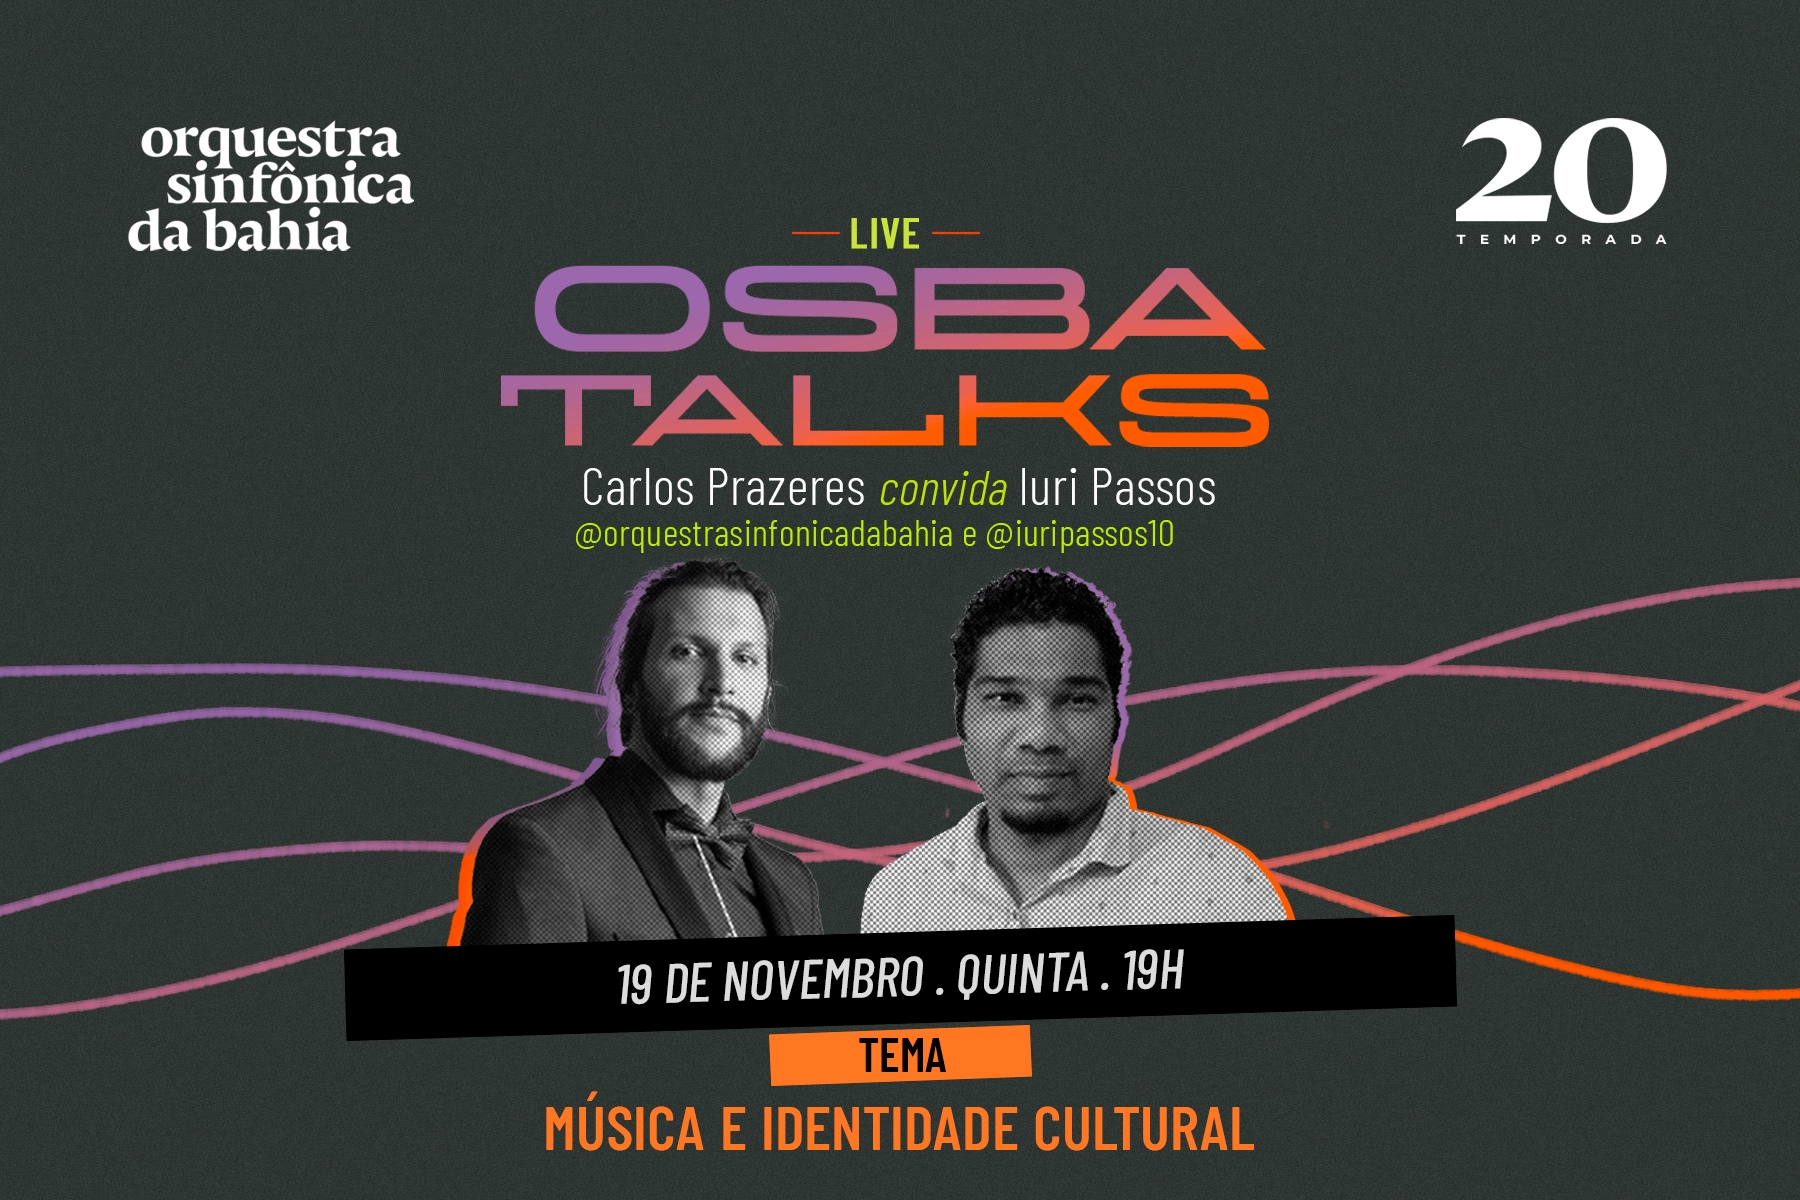 orquestra
sinfônica
da bahia
20
TEMPORADA
LIVE
OSBA
TALKS
Carlos Prazeres convida Iuri Passos
@orquestrasinfonicadabahia e @iuripassos10
19 DE NOVEMBRO . QUINTA . 19H
TEMA
MÚSICA E IDENTIDADE CULTURAL